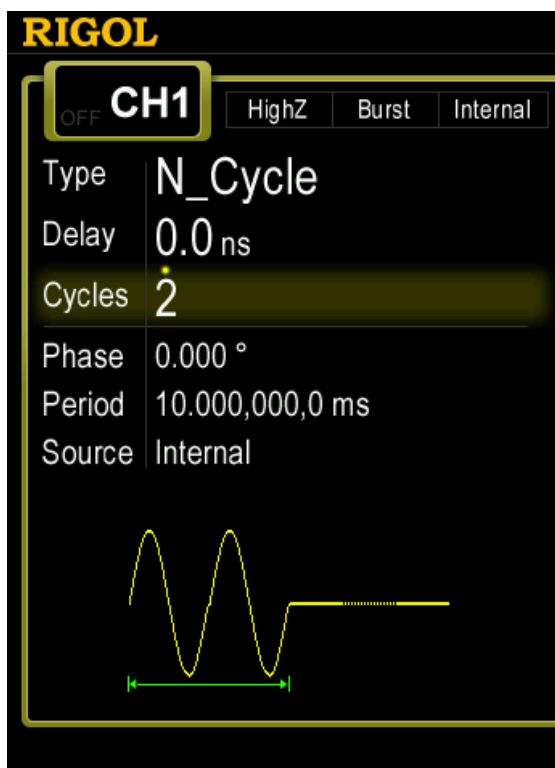 RIGOL
OFF CH1 HighZ Burst Internal
Type N_Cycle
Delay 0.0 ns
Cycles 2
Phase 0.000 °
Period 10.000,000,0 ms
Source Internal